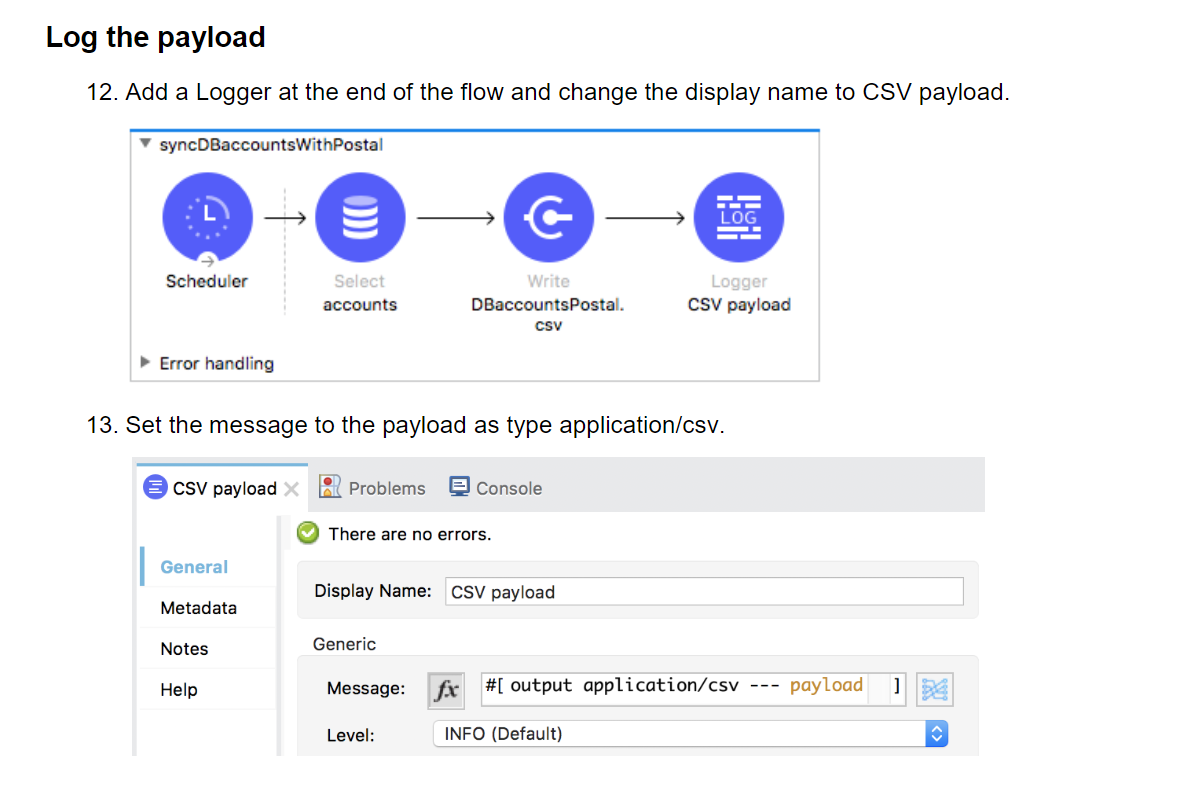 Log the payload
12. Add a Logger at the end of the flow and change the display name to CSV payload.
syncDBaccountsWithPostal
L
LOG
Scheduler
Select
Write
Logger
accounts
DBaccountsPostal.
CSV payload
csv
Error handling
13. Set the message to the payload as type application/csv.
CSV payload
Problems
Console
There are no errors.
General
Display Name: CSV payload
Metadata
Notes
Generic
Help
Message: fx #[ output application/csv --- payload ]
Level: INFO (Default)